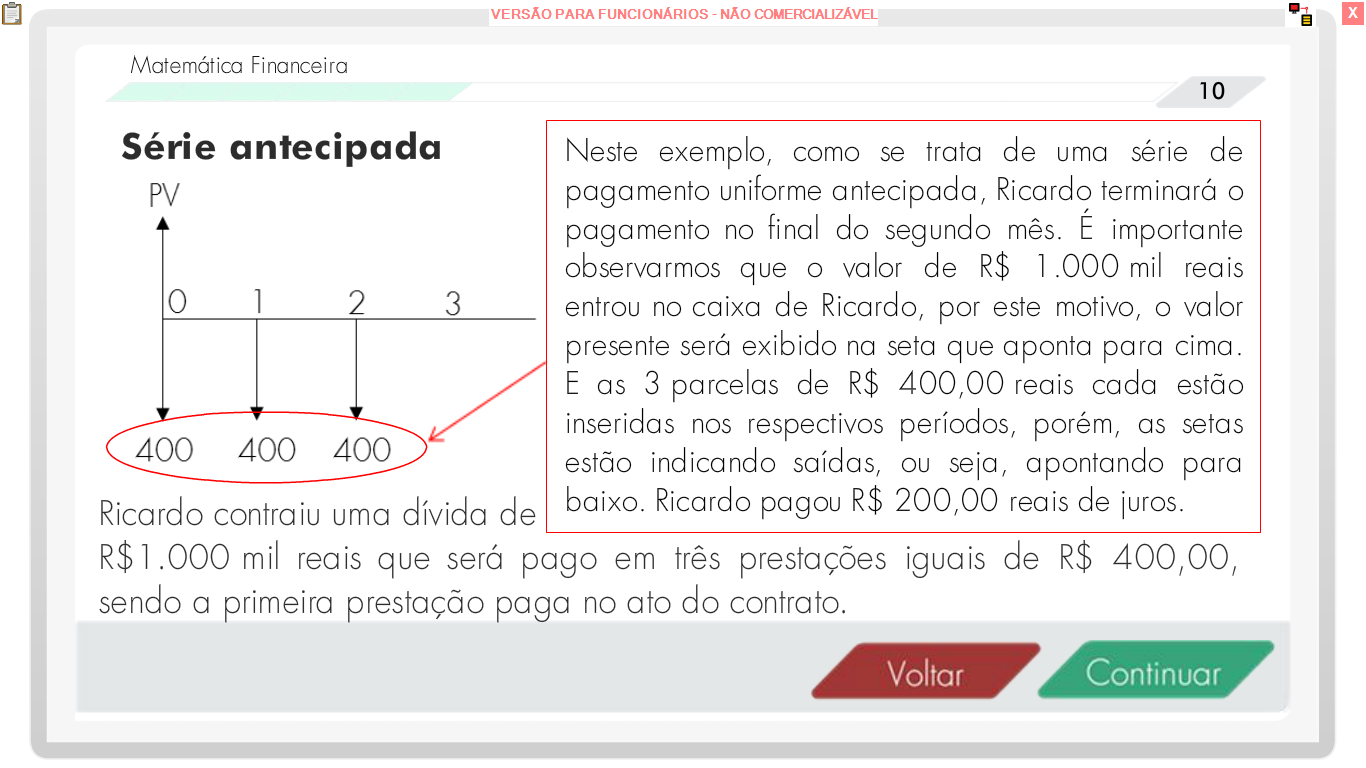 VERSÃO PARA FUNCIONÁRIOS - NÃO COMERCIALIZÁVEL
X
Matemática Financeira
10
Série antecipada
PV
0 1 2 3
400 400 400
Neste exemplo, como se trata de uma série de
pagamento uniforme antecipada, Ricardo terminará o
pagamento no final do segundo mês. É importante
observarmos que o valor de R$ 1.000 mil reais
entrou no caixa de Ricardo, por este motivo, o valor
presente será exibido na seta que aponta para cima.
E as 3 parcelas de R$ 400,00 reais cada estão
inseridas nos respectivos períodos, porém, as setas
estão indicando saídas, ou seja, apontando para
baixo. Ricardo pagou R$ 200,00 reais de juros.
Ricardo contraiu uma dívida de
R$1.000 mil reais que será pago em três prestações iguais de R$ 400,00,
sendo a primeira prestação paga no ato do contrato.
Voltar
Continuar